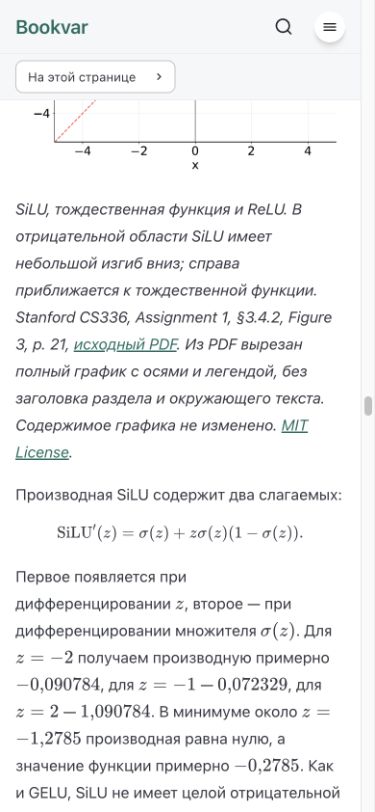 Bookvar
На этой странице
−4
−4 −2 0 2 4
x
SiLU, тождественная функция и ReLU. В
отрицательной области SiLU имеет
небольшой изгиб вниз; справа
приближается к тождественной функции.
Stanford CS336, Assignment 1, §3.4.2, Figure
3, p. 21, исходный PDF. Из PDF вырезан
полный график с осями и легендой, без
заголовка раздела и окружающего текста.
Содержимое графика не изменено. MIT
License.
Производная SiLU содержит два слагаемых:
SiLU′(z) = σ(z) + zσ(z)(1 − σ(z)).
Первое появляется при
дифференцировании z, второе — при
дифференцировании множителя σ(z). Для
z = −2 получаем производную примерно
−0,090784, для z = −1 — 0,072329, для
z = 2 — 1,090784. В минимуме около z =
−1,2785 производная равна нулю, а
значение функции примерно −0,2785. Как
и GELU, SiLU не имеет целой отрицательной